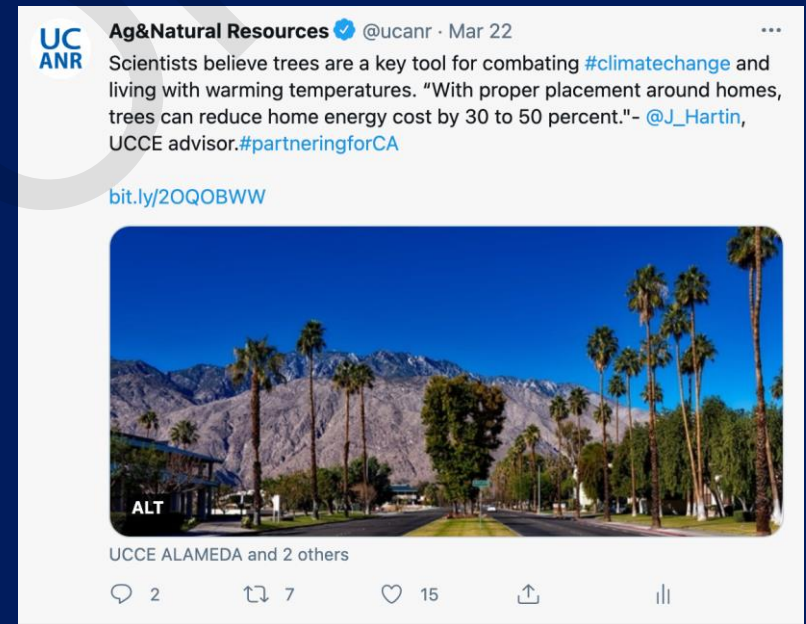 UC
ANR
Ag&Natural Resources @ucanr · Mar 22
Scientists believe trees are a key tool for combating #climatechange and
living with warming temperatures. “With proper placement around homes,
trees can reduce home energy cost by 30 to 50 percent."- @J_Hartin,
UCCE advisor.#partneringforCA
bit.ly/2OQOBWW
ALT
UCCE ALAMEDA and 2 others
2 7 15